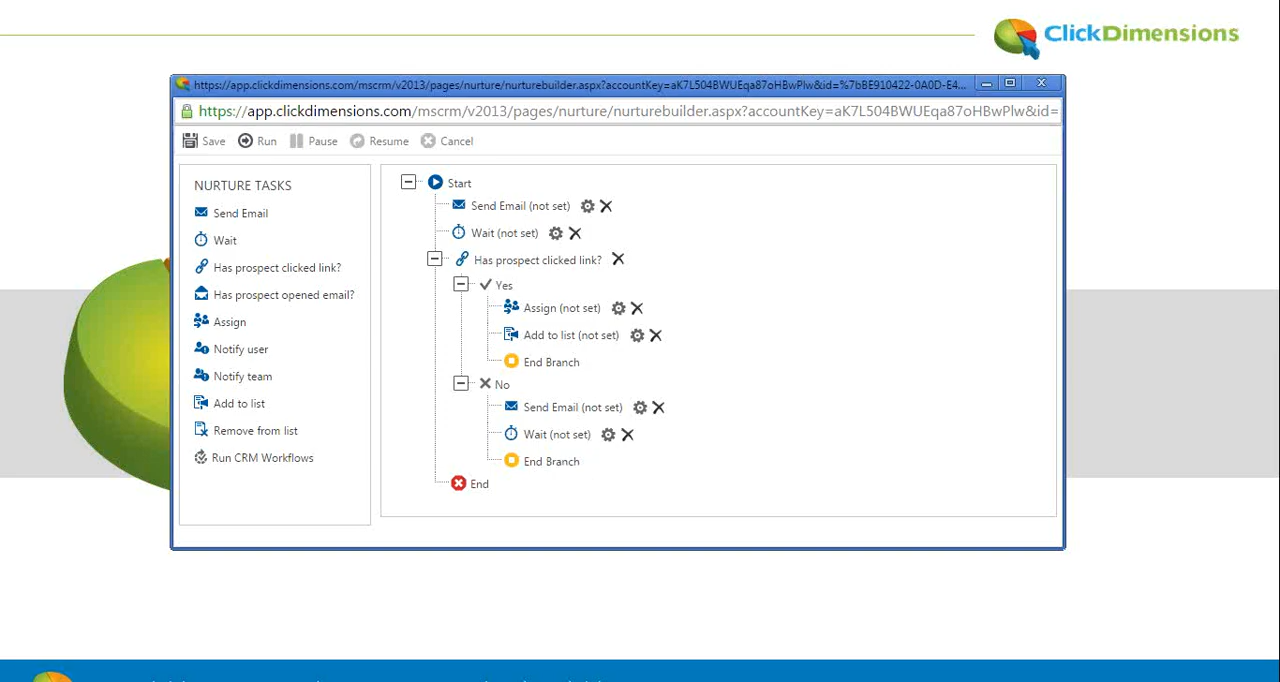 ClickDimensions
https://app.clickdimensions.com/mscrm/v2013/pages/nurture/nurturebuilder.aspx?accountKey=aK7L504BWUEqa87oHBwPlw&id=%7bBE910422-0A0D-E4...
https://app.clickdimensions.com/mscrm/v2013/pages/nurture/nurturebuilder.aspx?accountKey=aK7L504BWUEqa87oHBwPlw&id=
Save Run Pause Resume Cancel
NURTURE TASKS
Send Email
Wait
Has prospect clicked link?
Has prospect opened email?
Assign
Notify user
Notify team
Add to list
Remove from list
Run CRM Workflows
Start
Send Email (not set)
Wait (not set)
Has prospect clicked link?
Yes
Assign (not set)
Add to list (not set)
End Branch
No
Send Email (not set)
Wait (not set)
End Branch
End